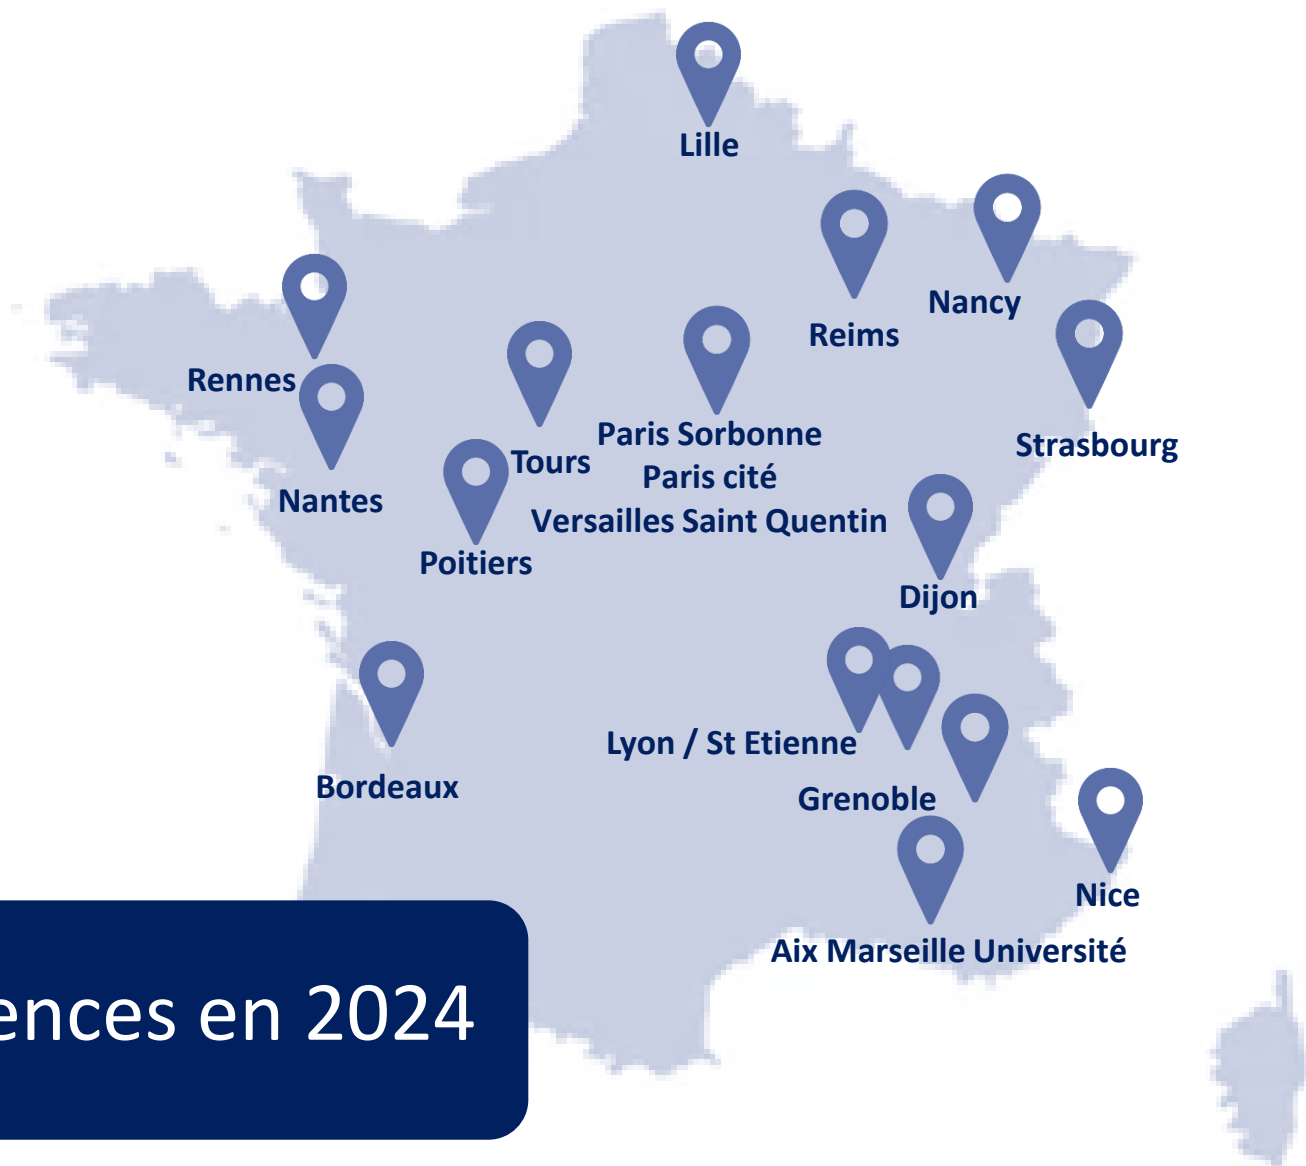 Lille
Nancy
Reims
Rennes
Paris Sorbonne
Paris cité
Versailles Saint Quentin
Strasbourg
Tours
Nantes
Poitiers
Dijon
Lyon / St Etienne
Bordeaux
Grenoble
Nice
Aix Marseille Université
en 2024